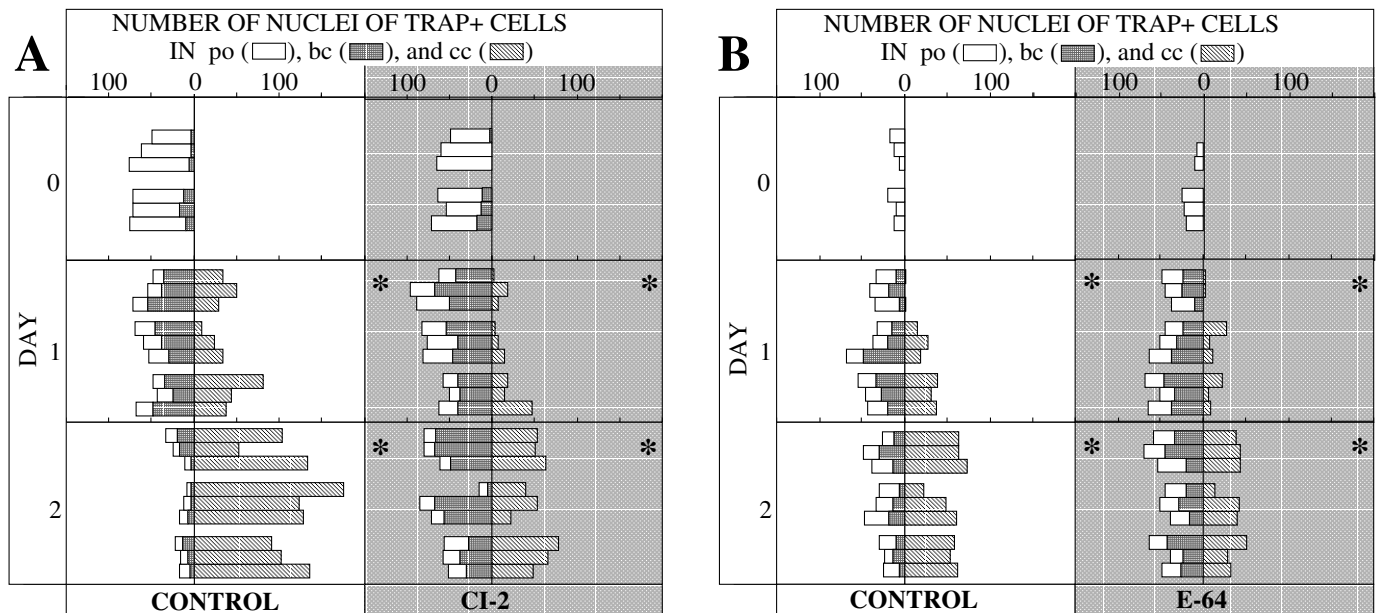 A
NUMBER OF NUCLEI OF TRAP+ CELLS
IN po ( ), bc ( ), and cc ( )
100 0 100 100 0 100
DAY
0
1
* *
2
* *
CONTROL CI-2
B
NUMBER OF NUCLEI OF TRAP+ CELLS
IN po ( ), bc ( ), and cc ( )
100 0 100 100 0 100
DAY
0
1
* *
2
* *
CONTROL E-64